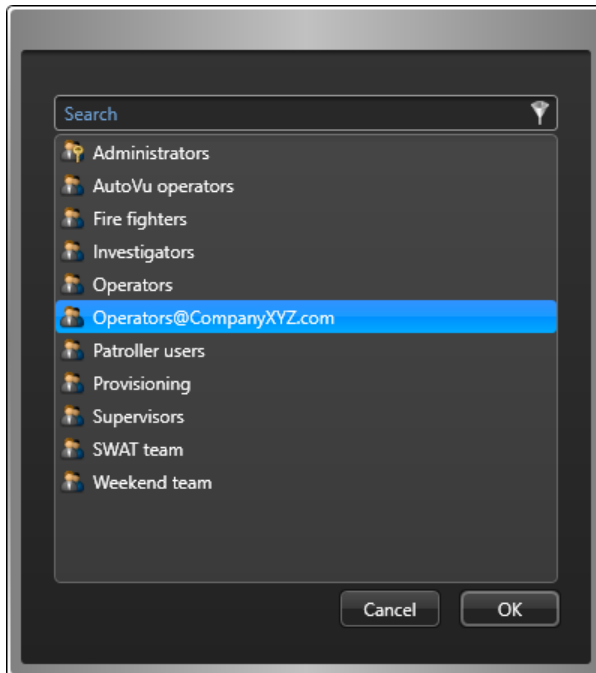 Search
Administrators
AutoVu operators
Fire fighters
Investigators
Operators
Operators@CompanyXYZ.com
Patroller users
Provisioning
Supervisors
SWAT team
Weekend team
Cancel
OK